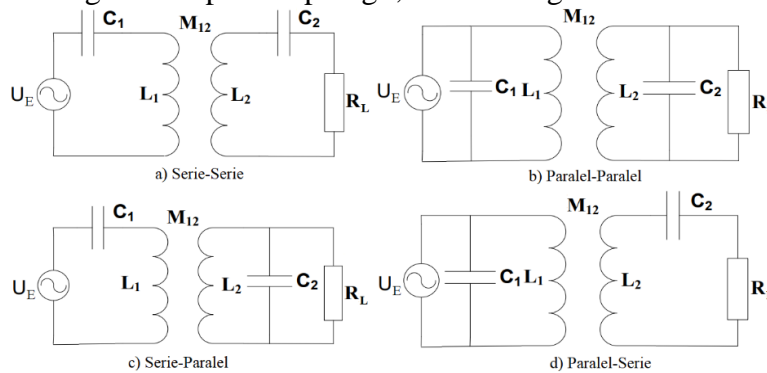 C1 M12 C2
UE L1 L2 RL
a) Serie-Serie
M12
UE C1 L1 L2 C2 R
b) Paralel-Paralel
C1 M12
UE L1 L2 C2 RL
c) Serie-Paralel
M12 C2
UE C1 L1 L2 R
d) Paralel-Serie